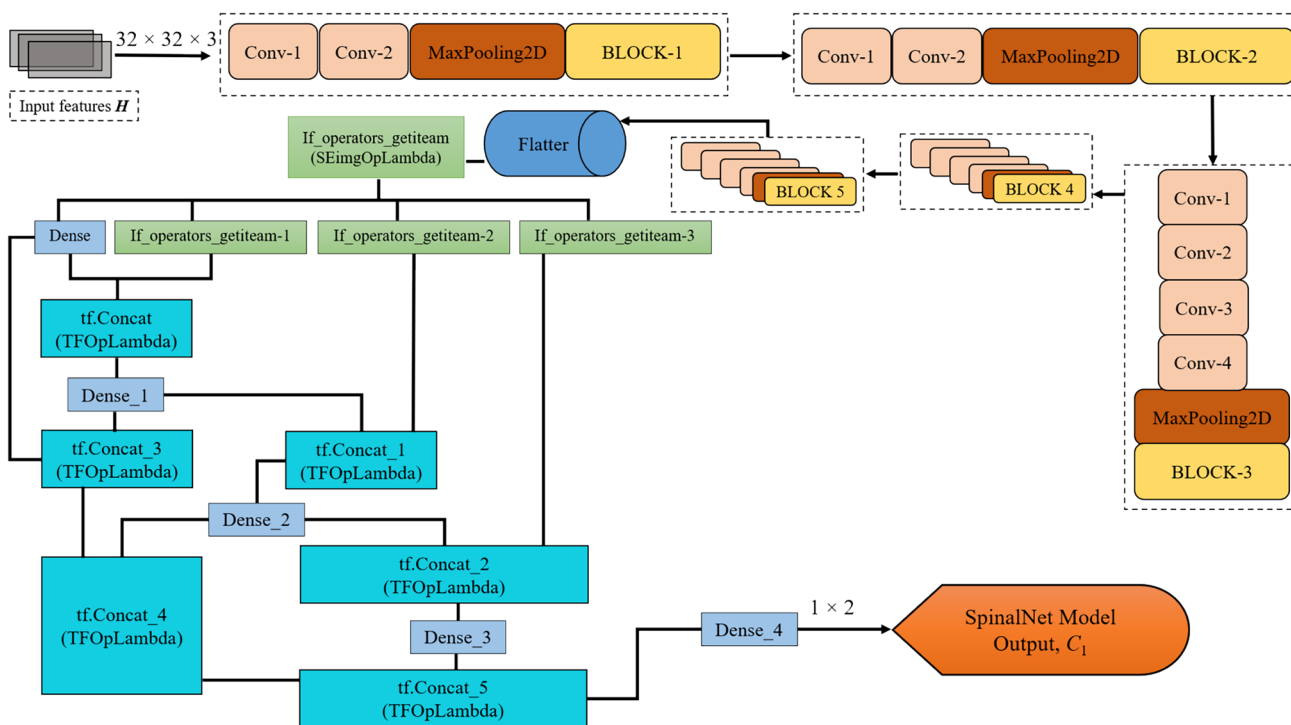 32 × 32 × 3
Input features H
Conv-1
Conv-2
MaxPooling2D
BLOCK-1
Conv-1
Conv-2
MaxPooling2D
BLOCK-2
Conv-1
Conv-2
Conv-3
Conv-4
MaxPooling2D
BLOCK-3
BLOCK 4
BLOCK 5
Flatter
If_operators_getiteam
(SEimgOpLambda)
Dense
If_operators_getiteam-1
If_operators_getiteam-2
If_operators_getiteam-3
tf.Concat
(TFOpLambda)
Dense_1
tf.Concat_3
(TFOpLambda)
tf.Concat_1
(TFOpLambda)
Dense_2
tf.Concat_4
(TFOpLambda)
tf.Concat_2
(TFOpLambda)
Dense_3
tf.Concat_5
(TFOpLambda)
Dense_4
1 × 2
SpinalNet Model
Output, C₁